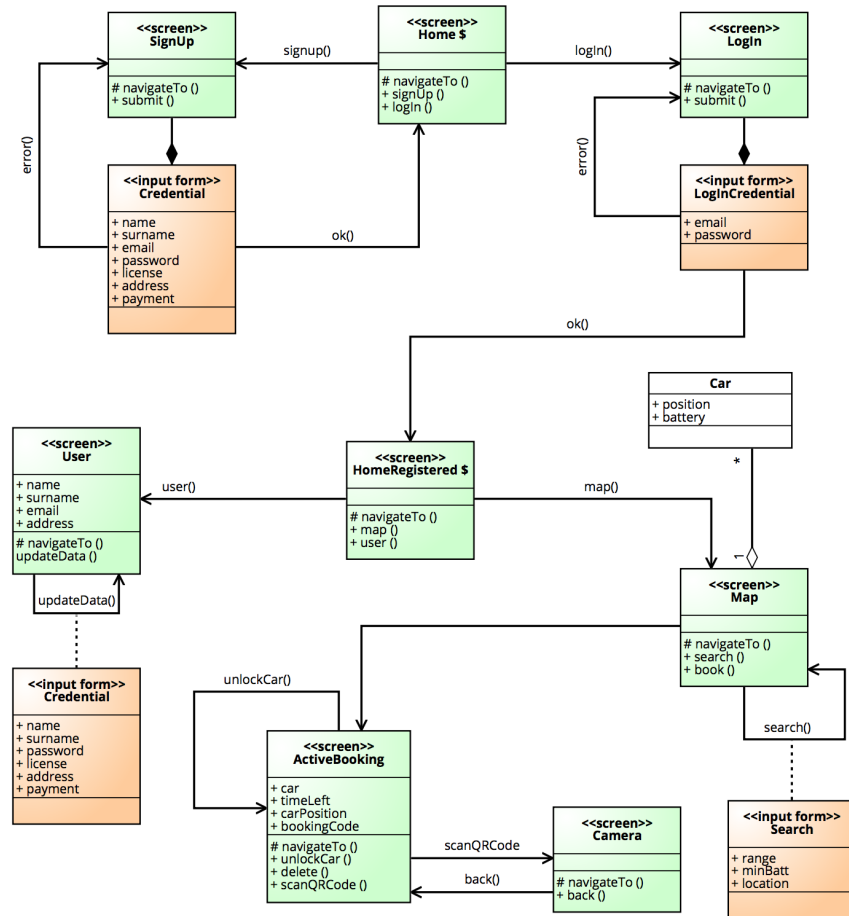 <<screen>>
SignUp
# navigateTo ()
+ submit ()
signup()
<<screen>>
Home $
# navigateTo ()
+ signUp ()
+ logIn ()
logIn()
<<screen>>
LogIn
# navigateTo ()
+ submit ()
error()
<<input form>>
Credential
+ name
+ surname
+ email
+ password
+ license
+ address
+ payment
ok()
error()
<<input form>>
LogInCredential
+ email
+ password
ok()
Car
+ position
+ battery
*
1
<<screen>>
User
+ name
+ surname
+ email
+ address
# navigateTo ()
updateData ()
user()
<<screen>>
HomeRegistered $
# navigateTo ()
+ map ()
+ user ()
map()
<<screen>>
Map
# navigateTo ()
+ search ()
+ book ()
updateData()
<<input form>>
Credential
+ name
+ surname
+ password
+ license
+ address
+ payment
unlockCar()
<<screen>>
ActiveBooking
+ car
+ timeLeft
+ carPosition
+ bookingCode
# navigateTo ()
+ unlockCar ()
+ delete ()
+ scanQRCode ()
scanQRCode
back()
<<screen>>
Camera
# navigateTo ()
+ back ()
search()
<<input form>>
Search
+ range
+ minBatt
+ location